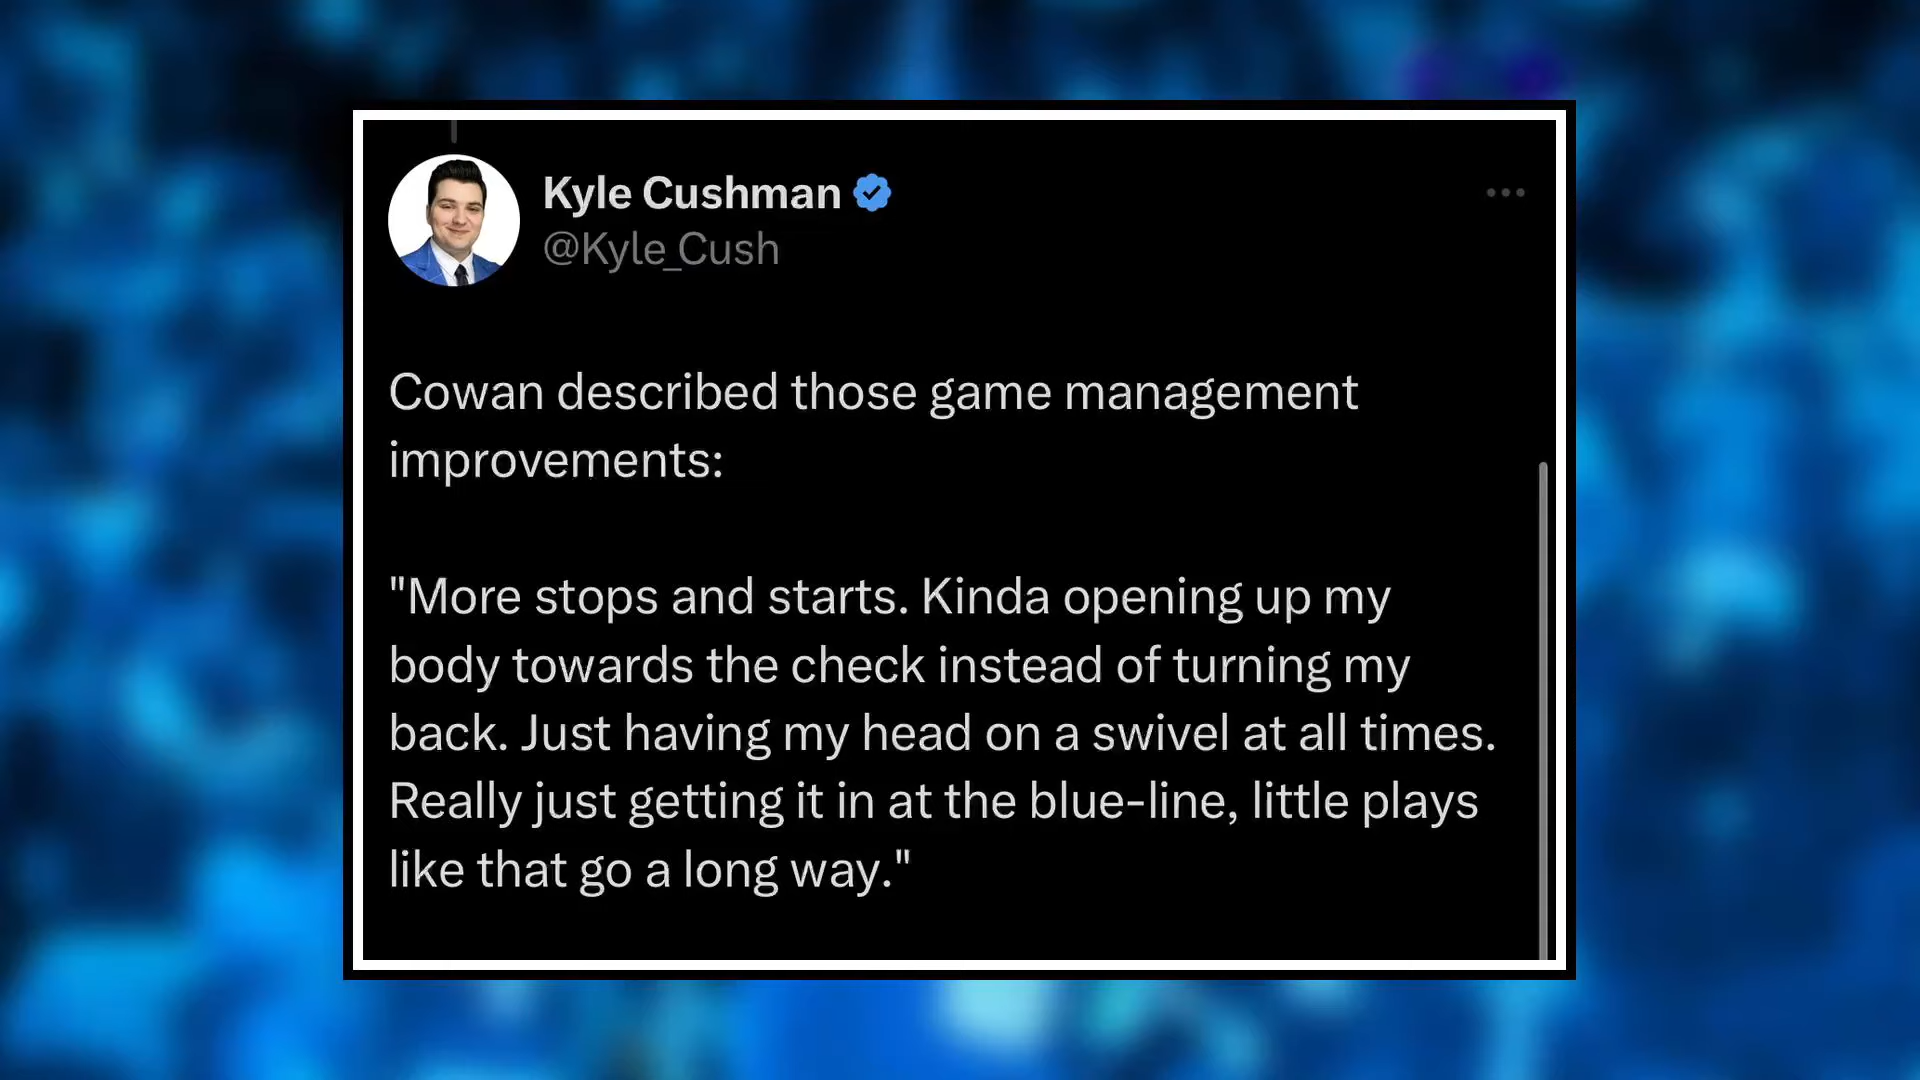 Kyle Cushman
@Kyle_Cush
Cowan described those game management
improvements:
"More stops and starts. Kinda opening up my
body towards the check instead of turning my
back. Just having my head on a swivel at all times.
Really just getting it in at the blue-line, little plays
like that go a long way."